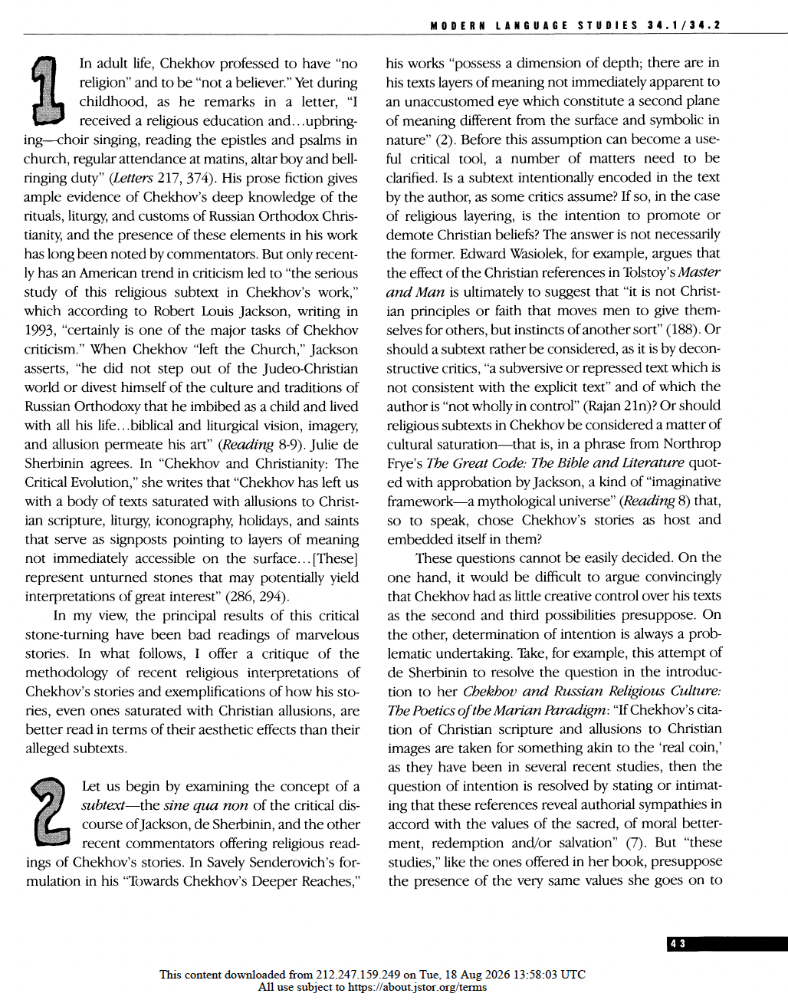 MODERN LANGUAGE STUDIES 34.1/34.2
1
In adult life, Chekhov professed to have “no
religion” and to be “not a believer.” Yet during
childhood, as he remarks in a letter, “I
received a religious education and…upbring-
ing—choir singing, reading the epistles and psalms in
church, regular attendance at matins, altar boy and bell-
ringing duty” (Letters 217, 374). His prose fiction gives
ample evidence of Chekhov’s deep knowledge of the
rituals, liturgy, and customs of Russian Orthodox Chris-
tianity, and the presence of these elements in his work
has long been noted by commentators. But only recent-
ly has an American trend in criticism led to “the serious
study of this religious subtext in Chekhov’s work,”
which according to Robert Louis Jackson, writing in
1993, “certainly is one of the major tasks of Chekhov
criticism.” When Chekhov “left the Church,” Jackson
asserts, “he did not step out of the Judeo-Christian
world or divest himself of the culture and traditions of
Russian Orthodoxy that he imbibed as a child and lived
with all his life…biblical and liturgical vision, imagery,
and allusion permeate his art” (Reading 8-9). Julie de
Sherbinin agrees. In “Chekhov and Christianity: The
Critical Evolution,” she writes that “Chekhov has left us
with a body of texts saturated with allusions to Christ-
ian scripture, liturgy, iconography, holidays, and saints
that serve as signposts pointing to layers of meaning
not immediately accessible on the surface…[These]
represent unturned stones that may potentially yield
interpretations of great interest” (286, 294).
In my view, the principal results of this critical
stone-turning have been bad readings of marvelous
stories. In what follows, I offer a critique of the
methodology of recent religious interpretations of
Chekhov’s stories and exemplifications of how his sto-
ries, even ones saturated with Christian allusions, are
better read in terms of their aesthetic effects than their
alleged subtexts.
2
Let us begin by examining the concept of a
subtext—the sine qua non of the critical dis-
course of Jackson, de Sherbinin, and the other
recent commentators offering religious read-
ings of Chekhov’s stories. In Savely Senderovich’s for-
mulation in his “Towards Chekhov’s Deeper Reaches,”
his works “possess a dimension of depth; there are in
his texts layers of meaning not immediately apparent to
an unaccustomed eye which constitute a second plane
of meaning different from the surface and symbolic in
nature” (2). Before this assumption can become a use-
ful critical tool, a number of matters need to be
clarified. Is a subtext intentionally encoded in the text
by the author, as some critics assume? If so, in the case
of religious layering, is the intention to promote or
demote Christian beliefs? The answer is not necessarily
the former. Edward Wasiolek, for example, argues that
the effect of the Christian references in Tolstoy’s Master
and Man is ultimately to suggest that “it is not Christ-
ian principles or faith that moves men to give them-
selves for others, but instincts of another sort” (188). Or
should a subtext rather be considered, as it is by decon-
structive critics, “a subversive or repressed text which is
not consistent with the explicit text” and of which the
author is “not wholly in control” (Rajan 21n)? Or should
religious subtexts in Chekhov be considered a matter of
cultural saturation—that is, in a phrase from Northrop
Frye’s The Great Code: The Bible and Literature quot-
ed with approbation by Jackson, a kind of “imaginative
framework—a mythological universe” (Reading 8) that,
so to speak, chose Chekhov’s stories as host and
embedded itself in them?
These questions cannot be easily decided. On the
one hand, it would be difficult to argue convincingly
that Chekhov had as little creative control over his texts
as the second and third possibilities presuppose. On
the other, determination of intention is always a prob-
lematic undertaking. Take, for example, this attempt of
de Sherbinin to resolve the question in the introduc-
tion to her Chekhov and Russian Religious Culture:
The Poetics of the Marian Paradigm: “If Chekhov’s cita-
tion of Christian scripture and allusions to Christian
images are taken for something akin to the ‘real coin,’
as they have been in several recent studies, then the
question of intention is resolved by stating or intimat-
ing that these references reveal authorial sympathies in
accord with the values of the sacred, of moral better-
ment, redemption and/or salvation” (7). But “these
studies,” like the ones offered in her book, presuppose
the presence of the very same values she goes on to
43
This content downloaded from 212.247.159.249 on Tue, 18 Aug 2026 13:58:03 UTC
All use subject to https://about.jstor.org/terms